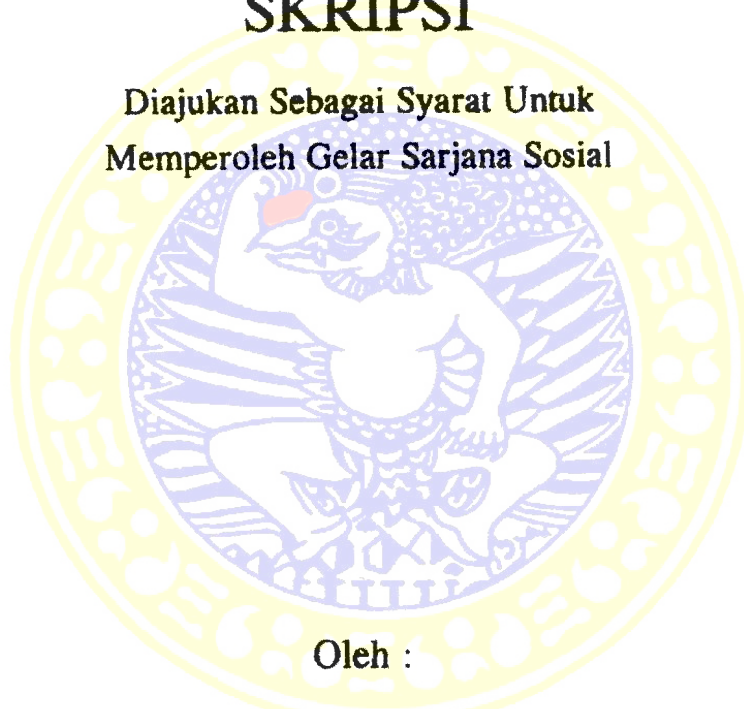 SKRIPSI
Diajukan Sebagai Syarat Untuk
Memperoleh Gelar Sarjana Sosial
Oleh :